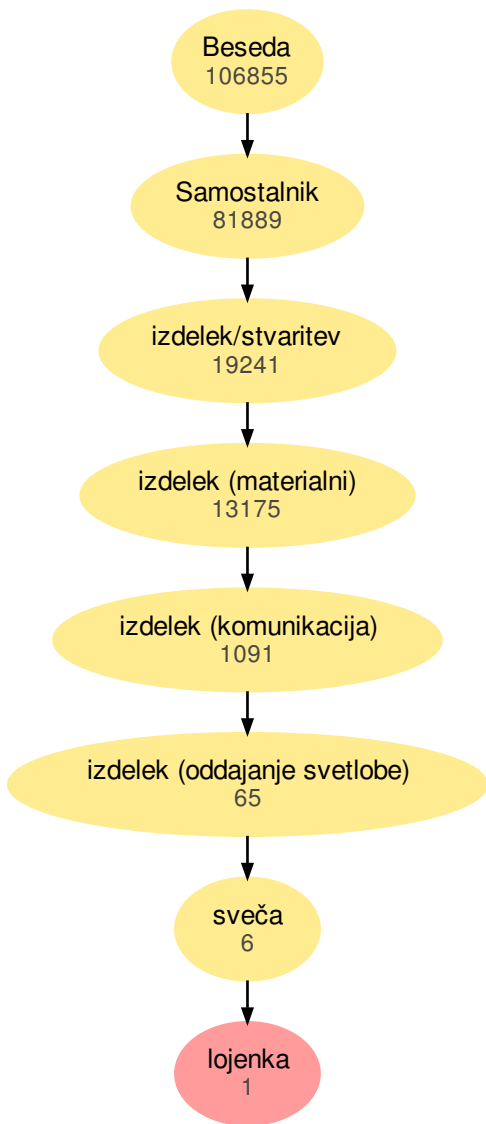 Beseda
106855
Samostalnik
81889
izdelek/stvaritev
19241
izdelek (materialni)
13175
izdelek (komunikacija)
1091
izdelek (oddajanje svetlobe)
65
sveča
6
lojenka
1